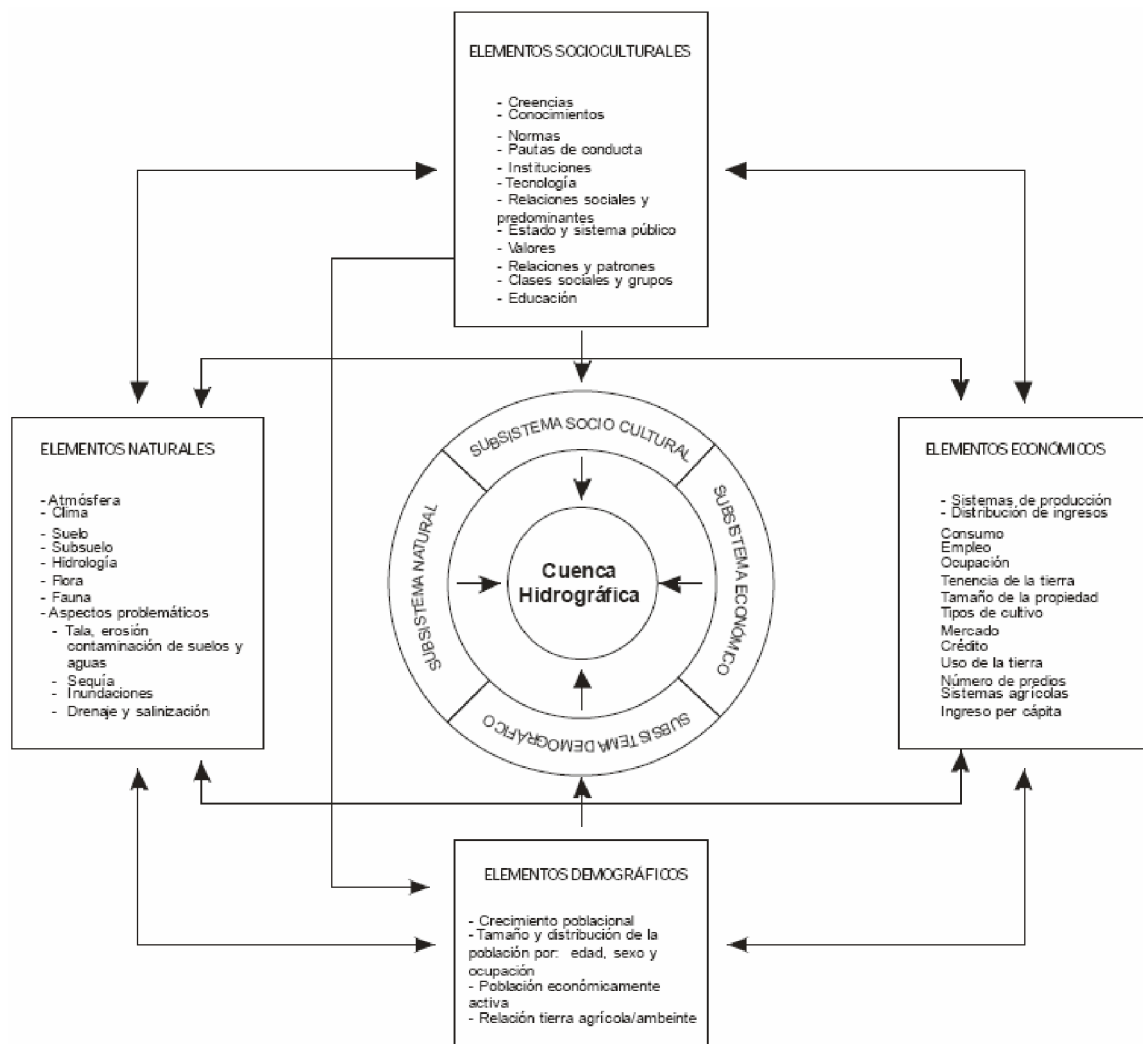 ELEMENTOS SOCIOCULTURALES
- Creencias
- Conocimientos
- Normas
- Pautas de conducta
- Instituciones
- Tecnología
- Relaciones sociales y
predominantes
- Estado y sistema público
- Valores
- Relaciones y patrones
- Clases sociales y grupos
- Educación
ELEMENTOS NATURALES
- Atmósfera
- Clima
- Suelo
- Subsuelo
- Hidrología
- Flora
- Fauna
- Aspectos problemáticos
- Tala, erosión
contaminación de suelos y
aguas
- Sequía
- Inundaciones
- Drenaje y salinización
SUBSISTEMA SOCIO CULTURAL
SUBSISTEMA NATURAL
SUBSISTEMA ECONÓMICO
SUBSISTEMA DEMOGRÁFICO
Cuenca
Hidrográfica
ELEMENTOS ECONÓMICOS
- Sistemas de producción
- Distribución de ingresos
Consumo
Empleo
Ocupación
Tenencia de la tierra
Tamaño de la propiedad
Tipos de cultivo
Mercado
Crédito
Uso de la tierra
Número de predios
Sistemas agrícolas
Ingreso per cápita
ELEMENTOS DEMOGRÁFICOS
- Crecimiento poblacional
- Tamaño y distribución de la
población por: edad, sexo y
ocupación
- Población económicamente
activa
- Relación tierra agrícola/ambeinte